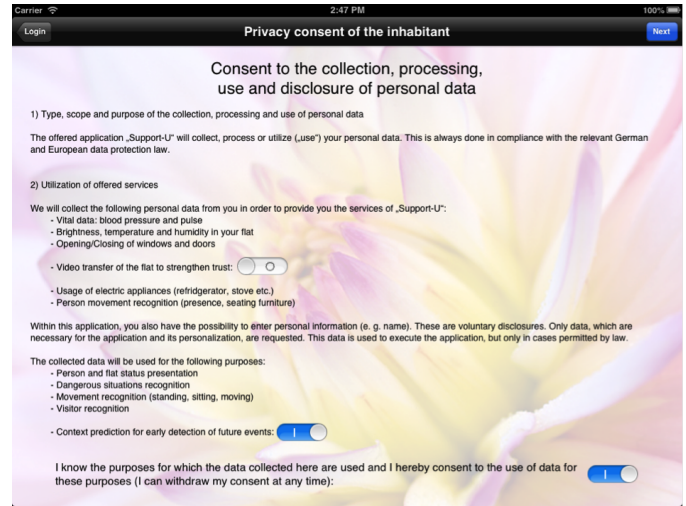 Carrier 2:47 PM 100%
Login Privacy consent of the inhabitant Next
Consent to the collection, processing,
use and disclosure of personal data
1) Type, scope and purpose of the collection, processing and use of personal data
The offered application „Support-U“ will collect, process or utilize („use“) your personal data. This is always done in compliance with the relevant German
and European data protection law.
2) Utilization of offered services
We will collect the following personal data from you in order to provide you the services of „Support-U“:
- Vital data: blood pressure and pulse
- Brightness, temperature and humidity in your flat
- Opening/Closing of windows and doors
- Video transfer of the flat to strengthen trust:
- Usage of electric appliances (refridgerator, stove etc.)
- Person movement recognition (presence, seating furniture)
Within this application, you also have the possibility to enter personal information (e. g. name). These are voluntary disclosures. Only data, which are
necessary for the application and its personalization, are requested. This data is used to execute the application, but only in cases permitted by law.
The collected data will be used for the following purposes:
- Person and flat status presentation
- Dangerous situations recognition
- Movement recognition (standing, sitting, moving)
- Visitor recognition
- Context prediction for early detection of future events:
I know the purposes for which the data collected here are used and I hereby consent to the use of data for
these purposes (I can withdraw my consent at any time):